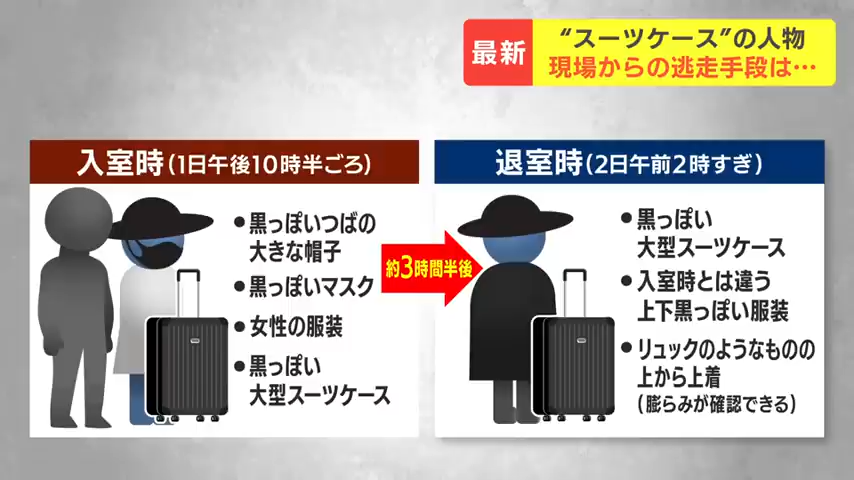 最新
“スーツケース”の人物
現場からの逃走手段は…
入室時(1日午後10時半ごろ)
●黒っぽいつばの
大きな帽子
●黒っぽいマスク
●女性の服装
●黒っぽい
大型スーツケース
約3時間半後
退室時(2日午前2時すぎ)
●黒っぽい
大型スーツケース
●入室時とは違う
上下黒っぽい服装
●リュックのようなものの
上から上着
(膨らみが確認できる)